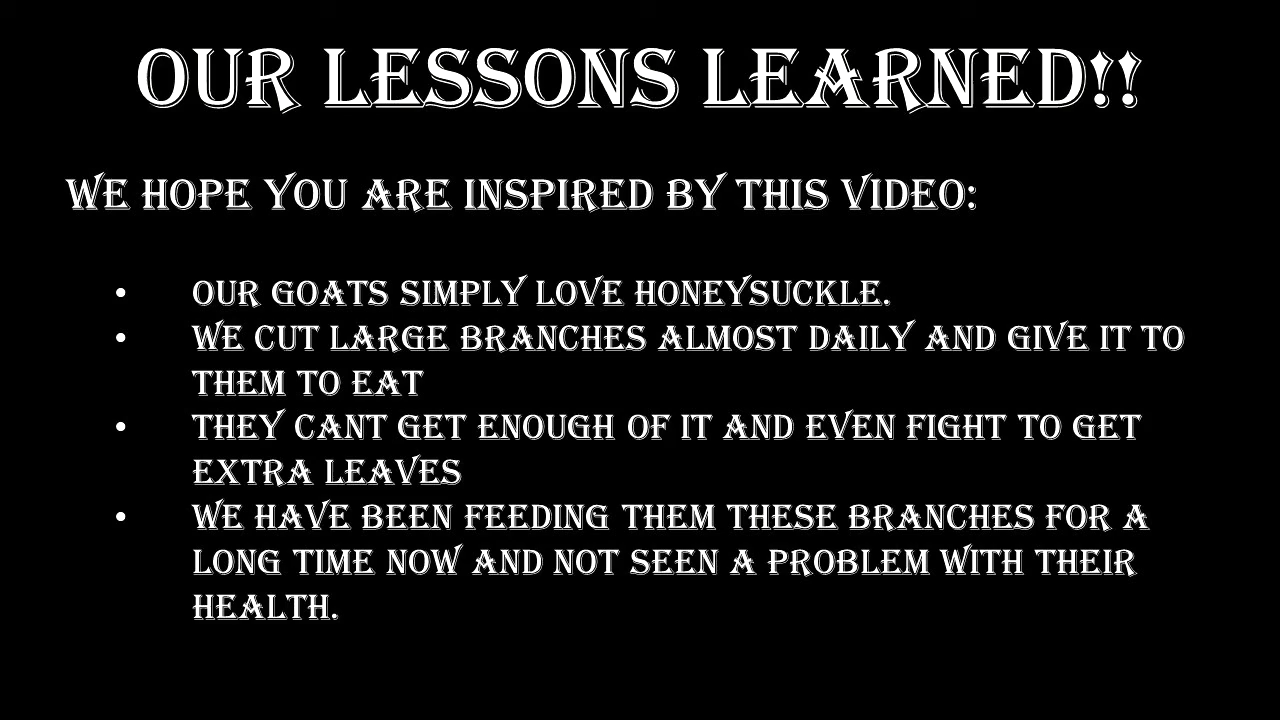 OUR LESSONS LEARNED!!
WE HOPE YOU ARE INSPIRED BY THIS VIDEO:
• OUR GOATS SIMPLY LOVE HONEYSUCKLE.
• WE CUT LARGE BRANCHES ALMOST DAILY AND GIVE IT TO
THEM TO EAT
• THEY CANT GET ENOUGH OF IT AND EVEN FIGHT TO GET
EXTRA LEAVES
• WE HAVE BEEN FEEDING THEM THESE BRANCHES FOR A
LONG TIME NOW AND NOT SEEN A PROBLEM WITH THEIR
HEALTH.